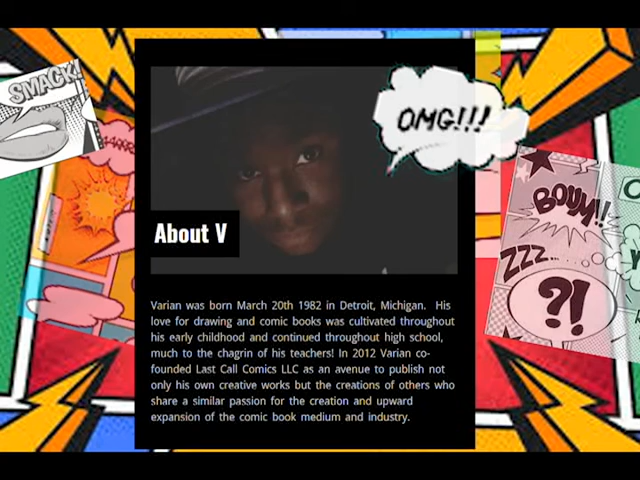 SMACK!
OMG!!!
BOUM!!
ZZZ...
?!
About V
Varian was born March 20th 1982 in Detroit, Michigan. His
love for drawing and comic books was cultivated throughout
his early childhood and continued throughout high school,
much to the chagrin of his teachers! In 2012 Varian co-
founded Last Call Comics LLC as an avenue to publish not
only his own creative works but the creations of others who
share a similar passion for the creation and upward
expansion of the comic book medium and industry.